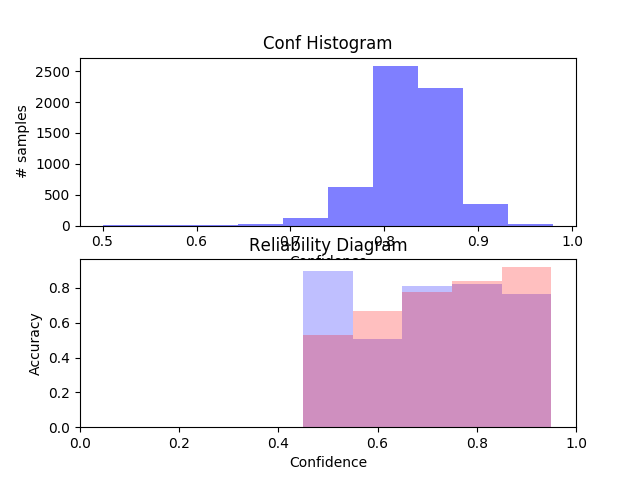 Conf Histogram
2500
2000
1500
1000
500
0
# samples
0.5 0.6 0.7 0.8 0.9 1.0
Confidence
Reliability Diagram
0.8
0.6
0.4
0.2
0.0
Accuracy
0.0 0.2 0.4 0.6 0.8 1.0
Confidence